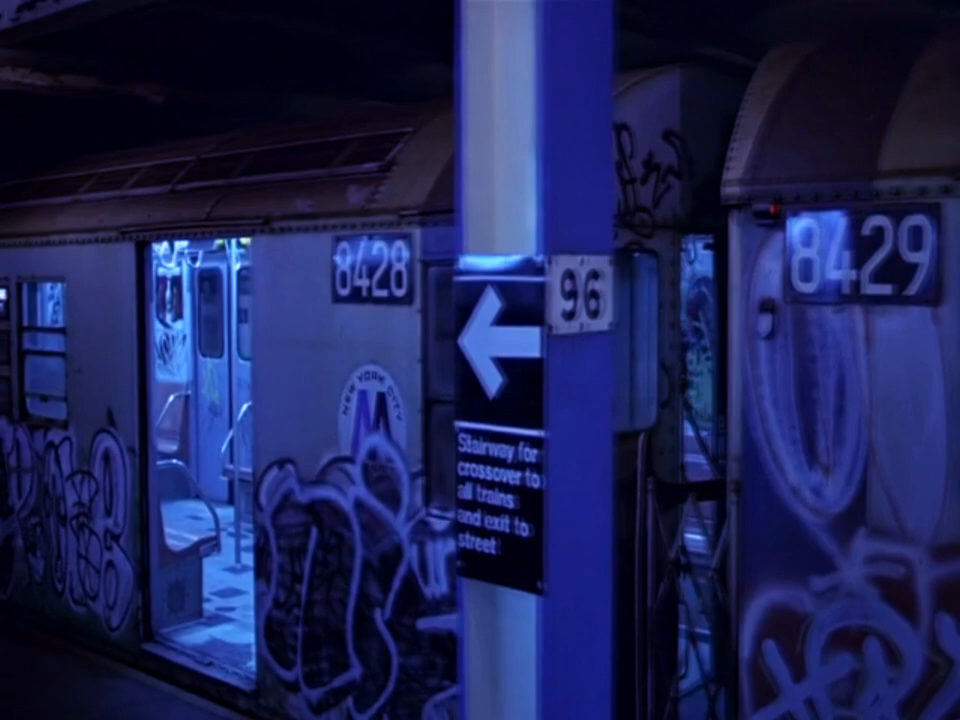 8428
8429
96
NEW YORK CITY
M
Stairway for
crossover to
all trains
and exit to
street